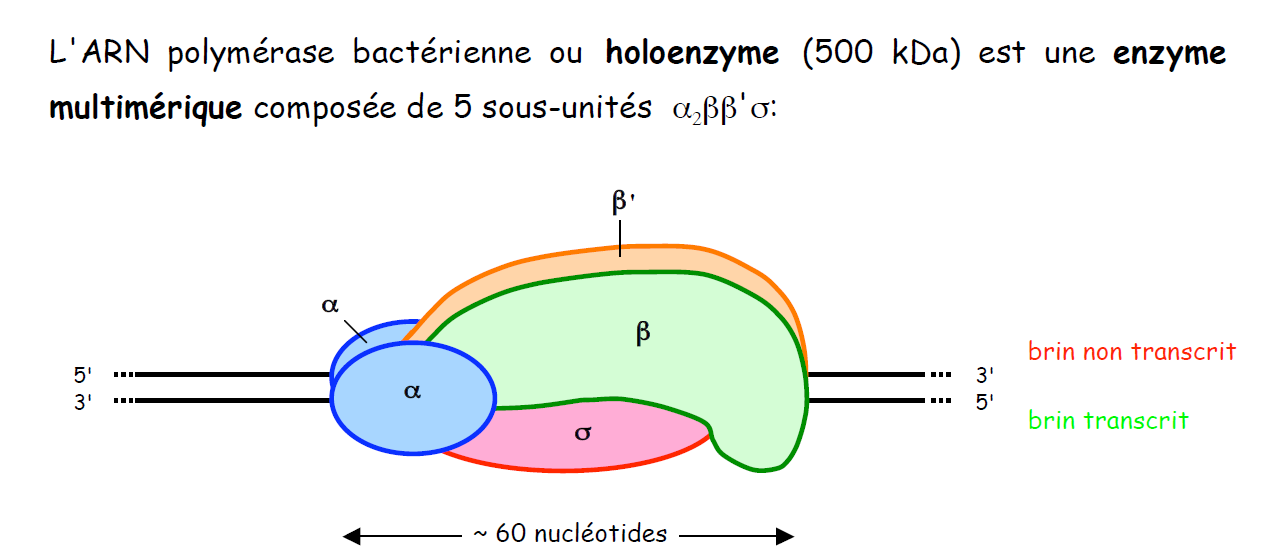 L'ARN polymérase bactérienne ou holoenzyme (500 kDa) est une enzyme
multimérique composée de 5 sous-unités α₂ββ'σ:
β'
α
β
brin non transcrit
5'
3'
α
3'
5'
brin transcrit
σ
~ 60 nucléotides